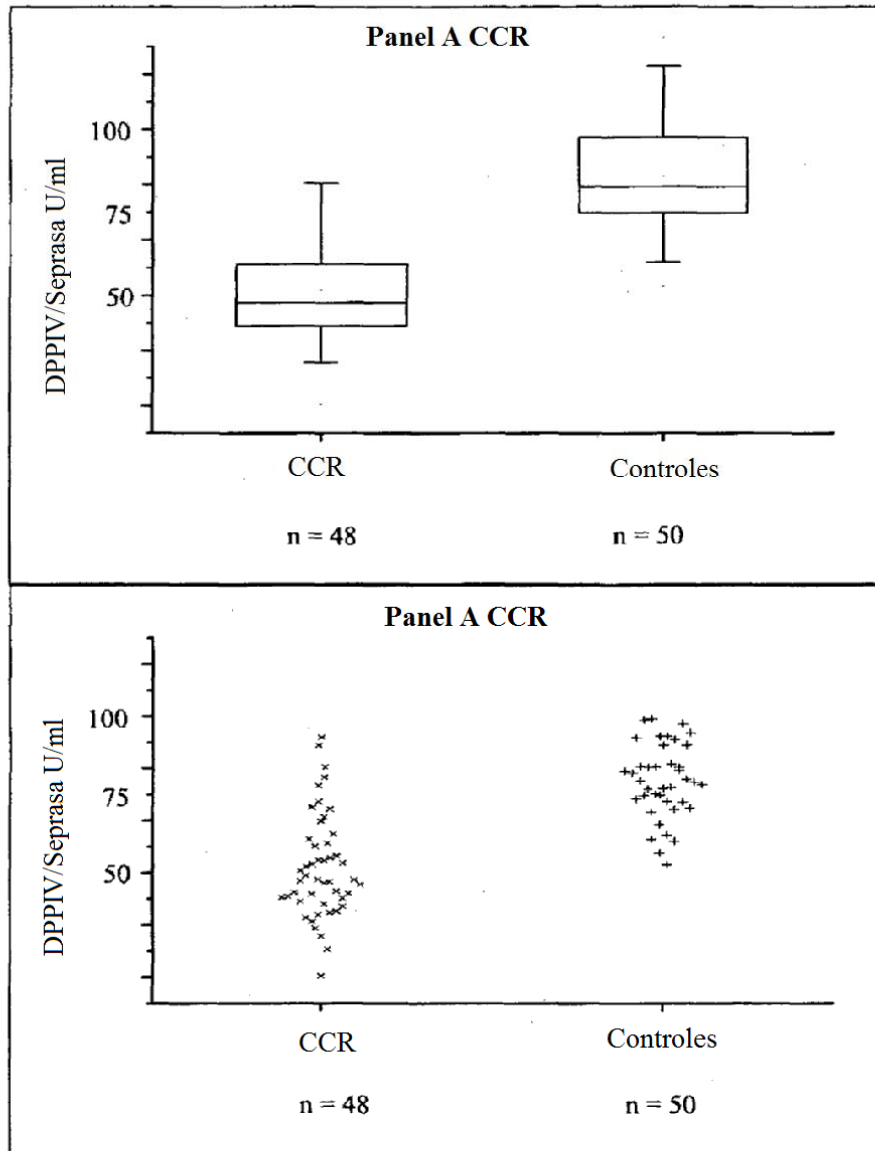 Panel A CCR
DPPIV/Seprasa U/ml
100
75
50
CCR Controles
n = 48 n = 50
Panel A CCR
DPPIV/Seprasa U/ml
100
75
50
CCR Controles
n = 48 n = 50